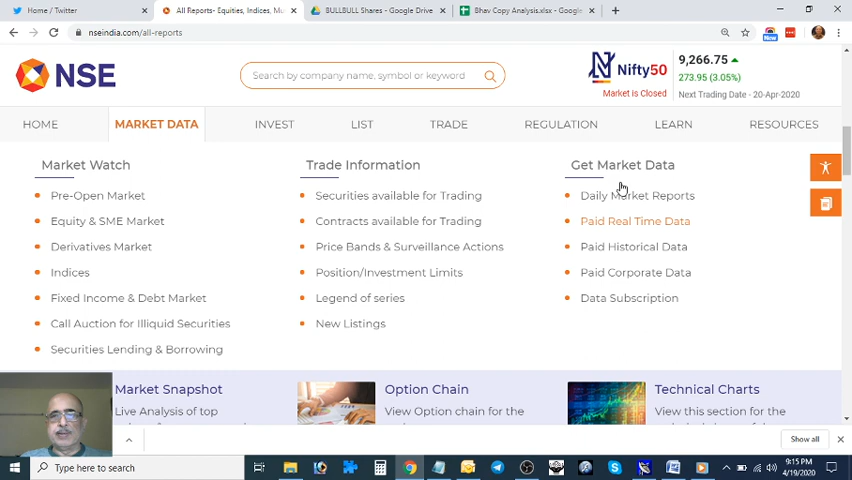 Home / Twitter
All Reports- Equities, Indices, Mu
BULLBULL Shares - Google Drive
Bhav Copy Analysis.xlsx - Google
nseindia.com/all-reports
New
NSE
Search by company name, symbol or keyword
Nifty50
Market is Closed
9,266.75
273.95 (3.05%)
Next Trading Date - 20-Apr-2020
HOME
MARKET DATA
INVEST
LIST
TRADE
REGULATION
LEARN
RESOURCES
Market Watch
Pre-Open Market
Equity & SME Market
Derivatives Market
Indices
Fixed Income & Debt Market
Call Auction for Illiquid Securities
Securities Lending & Borrowing
Trade Information
Securities available for Trading
Contracts available for Trading
Price Bands & Surveillance Actions
Position/Investment Limits
Legend of series
New Listings
Get Market Data
Daily Market Reports
Paid Real Time Data
Paid Historical Data
Paid Corporate Data
Data Subscription
Market Snapshot
Live Analysis of top
Option Chain
View Option chain for the
Technical Charts
View this section for the
Show all
Type here to search
9:15 PM
4/19/2020